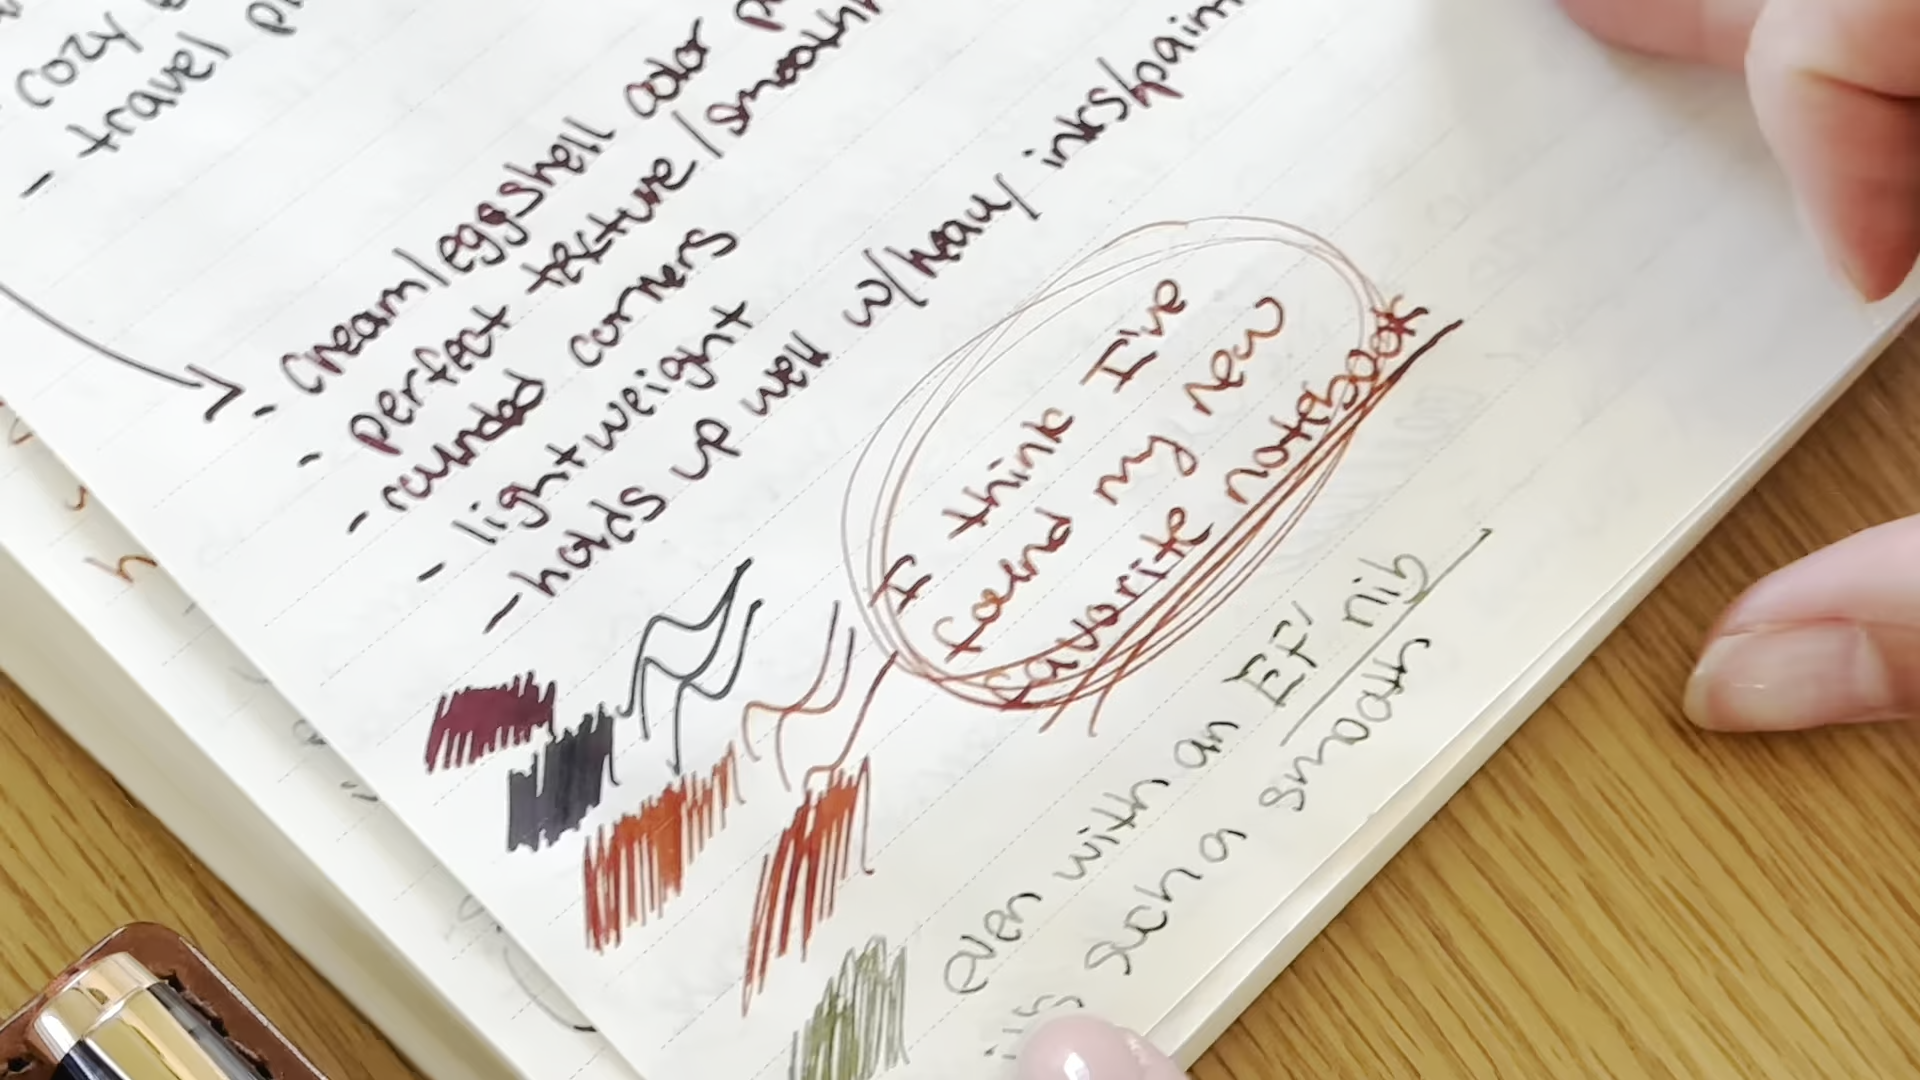 cozy
- travel
- cream/eggshell color
- perfect texture/smooth
- rounded corners
- lightweight
- holds up well w/heavy inks/paint
I think I've
found my new
favorite notebook
even with an EF nib
it's such a smooth